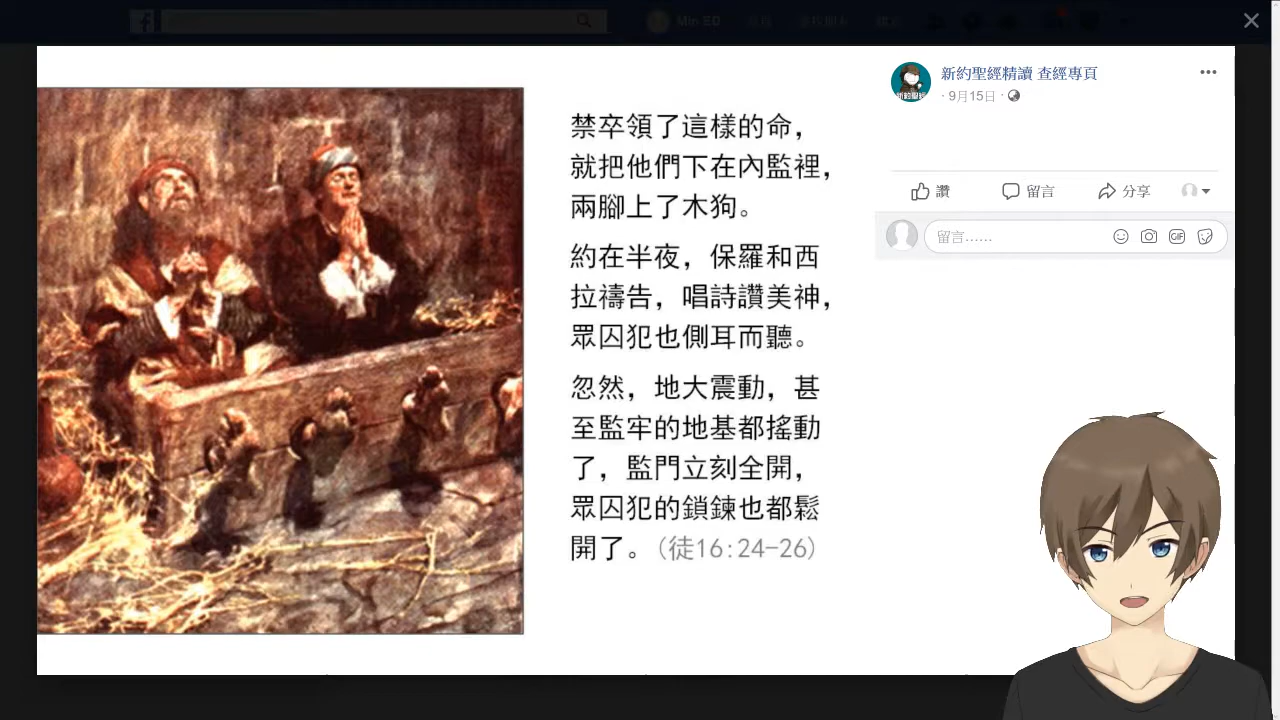 Min ED
新約聖經精讀 查經專頁
· 9月15日 ·
禁卒領了這樣的命，
就把他們下在內監裡，
兩腳上了木狗。
約在半夜，保羅和西
拉禱告，唱詩讚美神，
眾囚犯也側耳而聽。
忽然，地大震動，甚
至監牢的地基都搖動
了，監門立刻全開，
眾囚犯的鎖鍊也都鬆
開了。（徒16:24-26）
讚 留言 分享
留言…… GIF